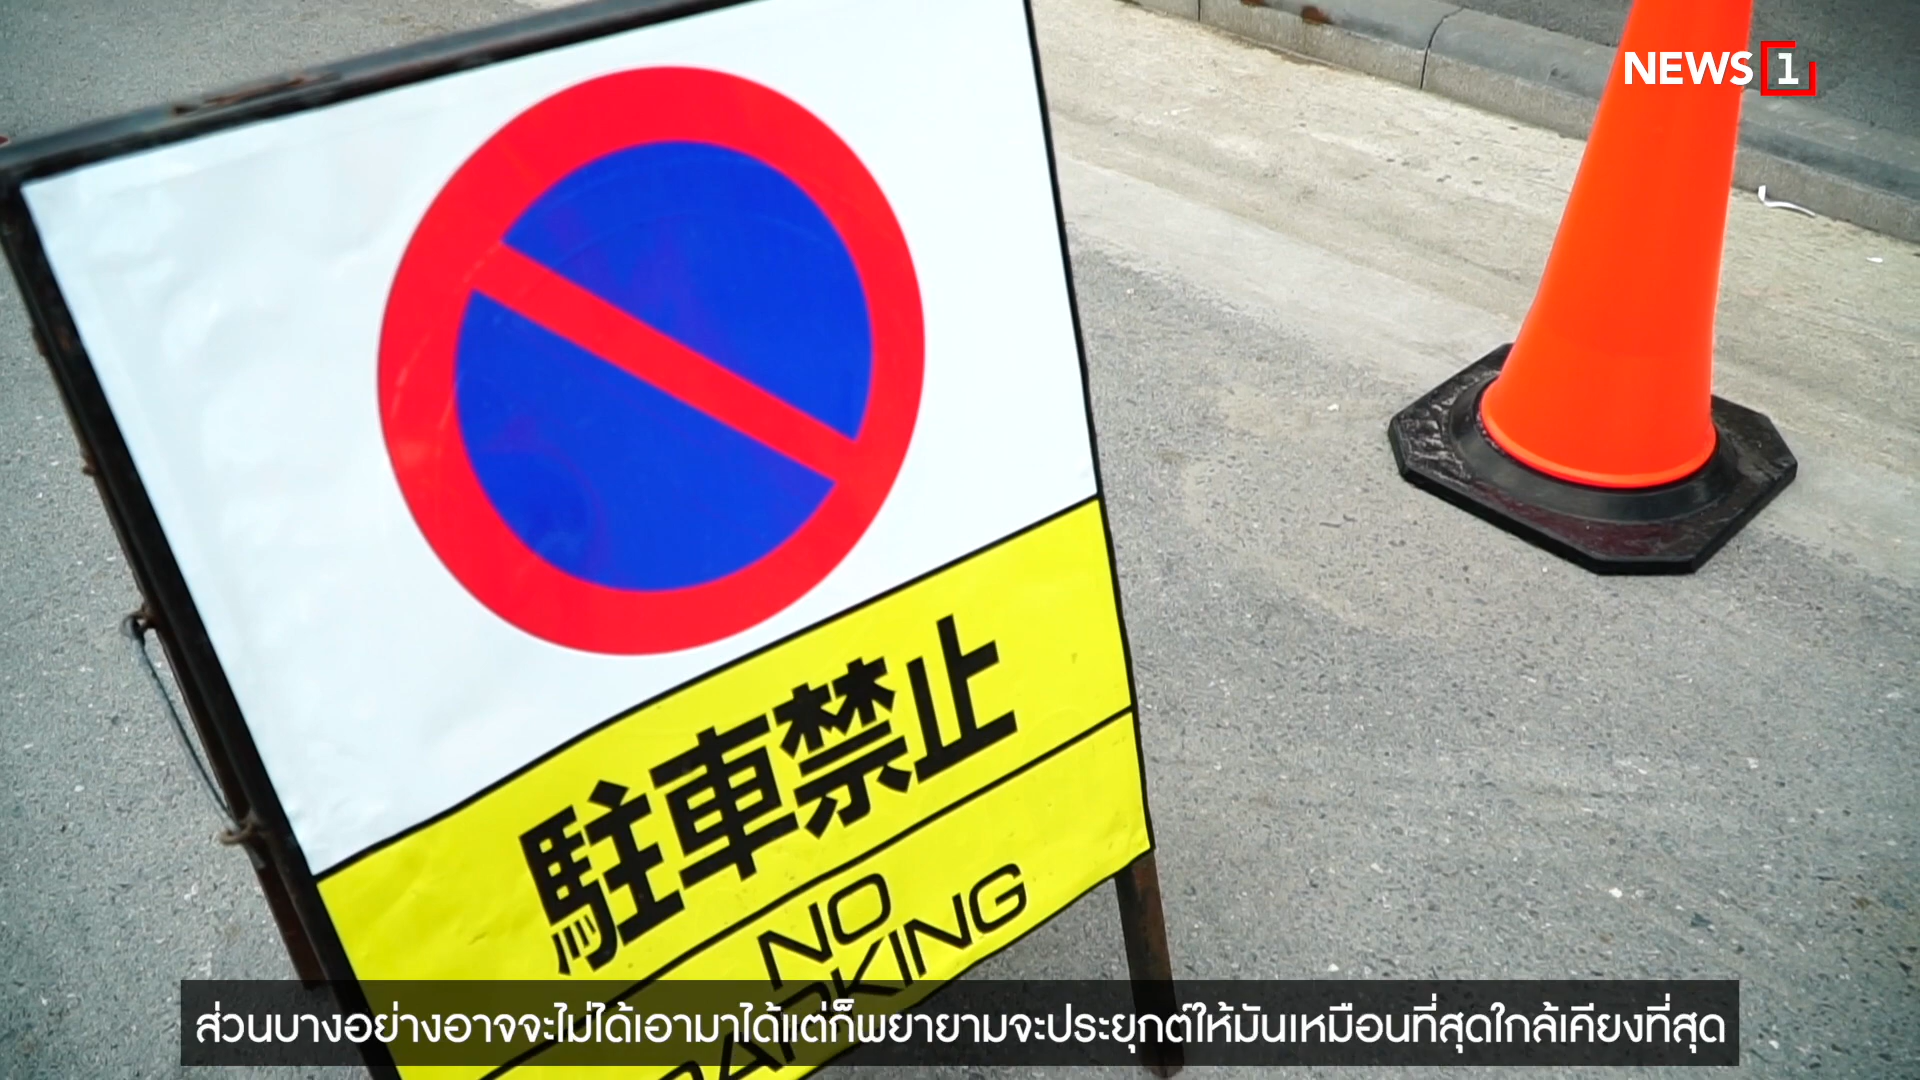 NEWS 1
駐車禁止
NO
PARKING
ส่วนบางอย่างอาจจะไม่ได้เอามาได้แต่ก็พยายามจะประยุกต์ให้มันเหมือนที่สุดใกล้เคียงที่สุด